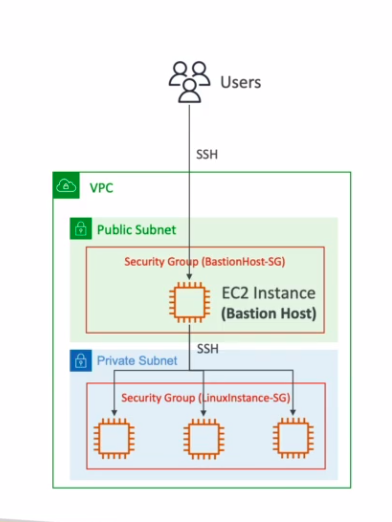 Users
SSH
VPC
Public Subnet
Security Group (BastionHost-SG)
EC2 Instance
(Bastion Host)
SSH
Private Subnet
Security Group (LinuxInstance-SG)